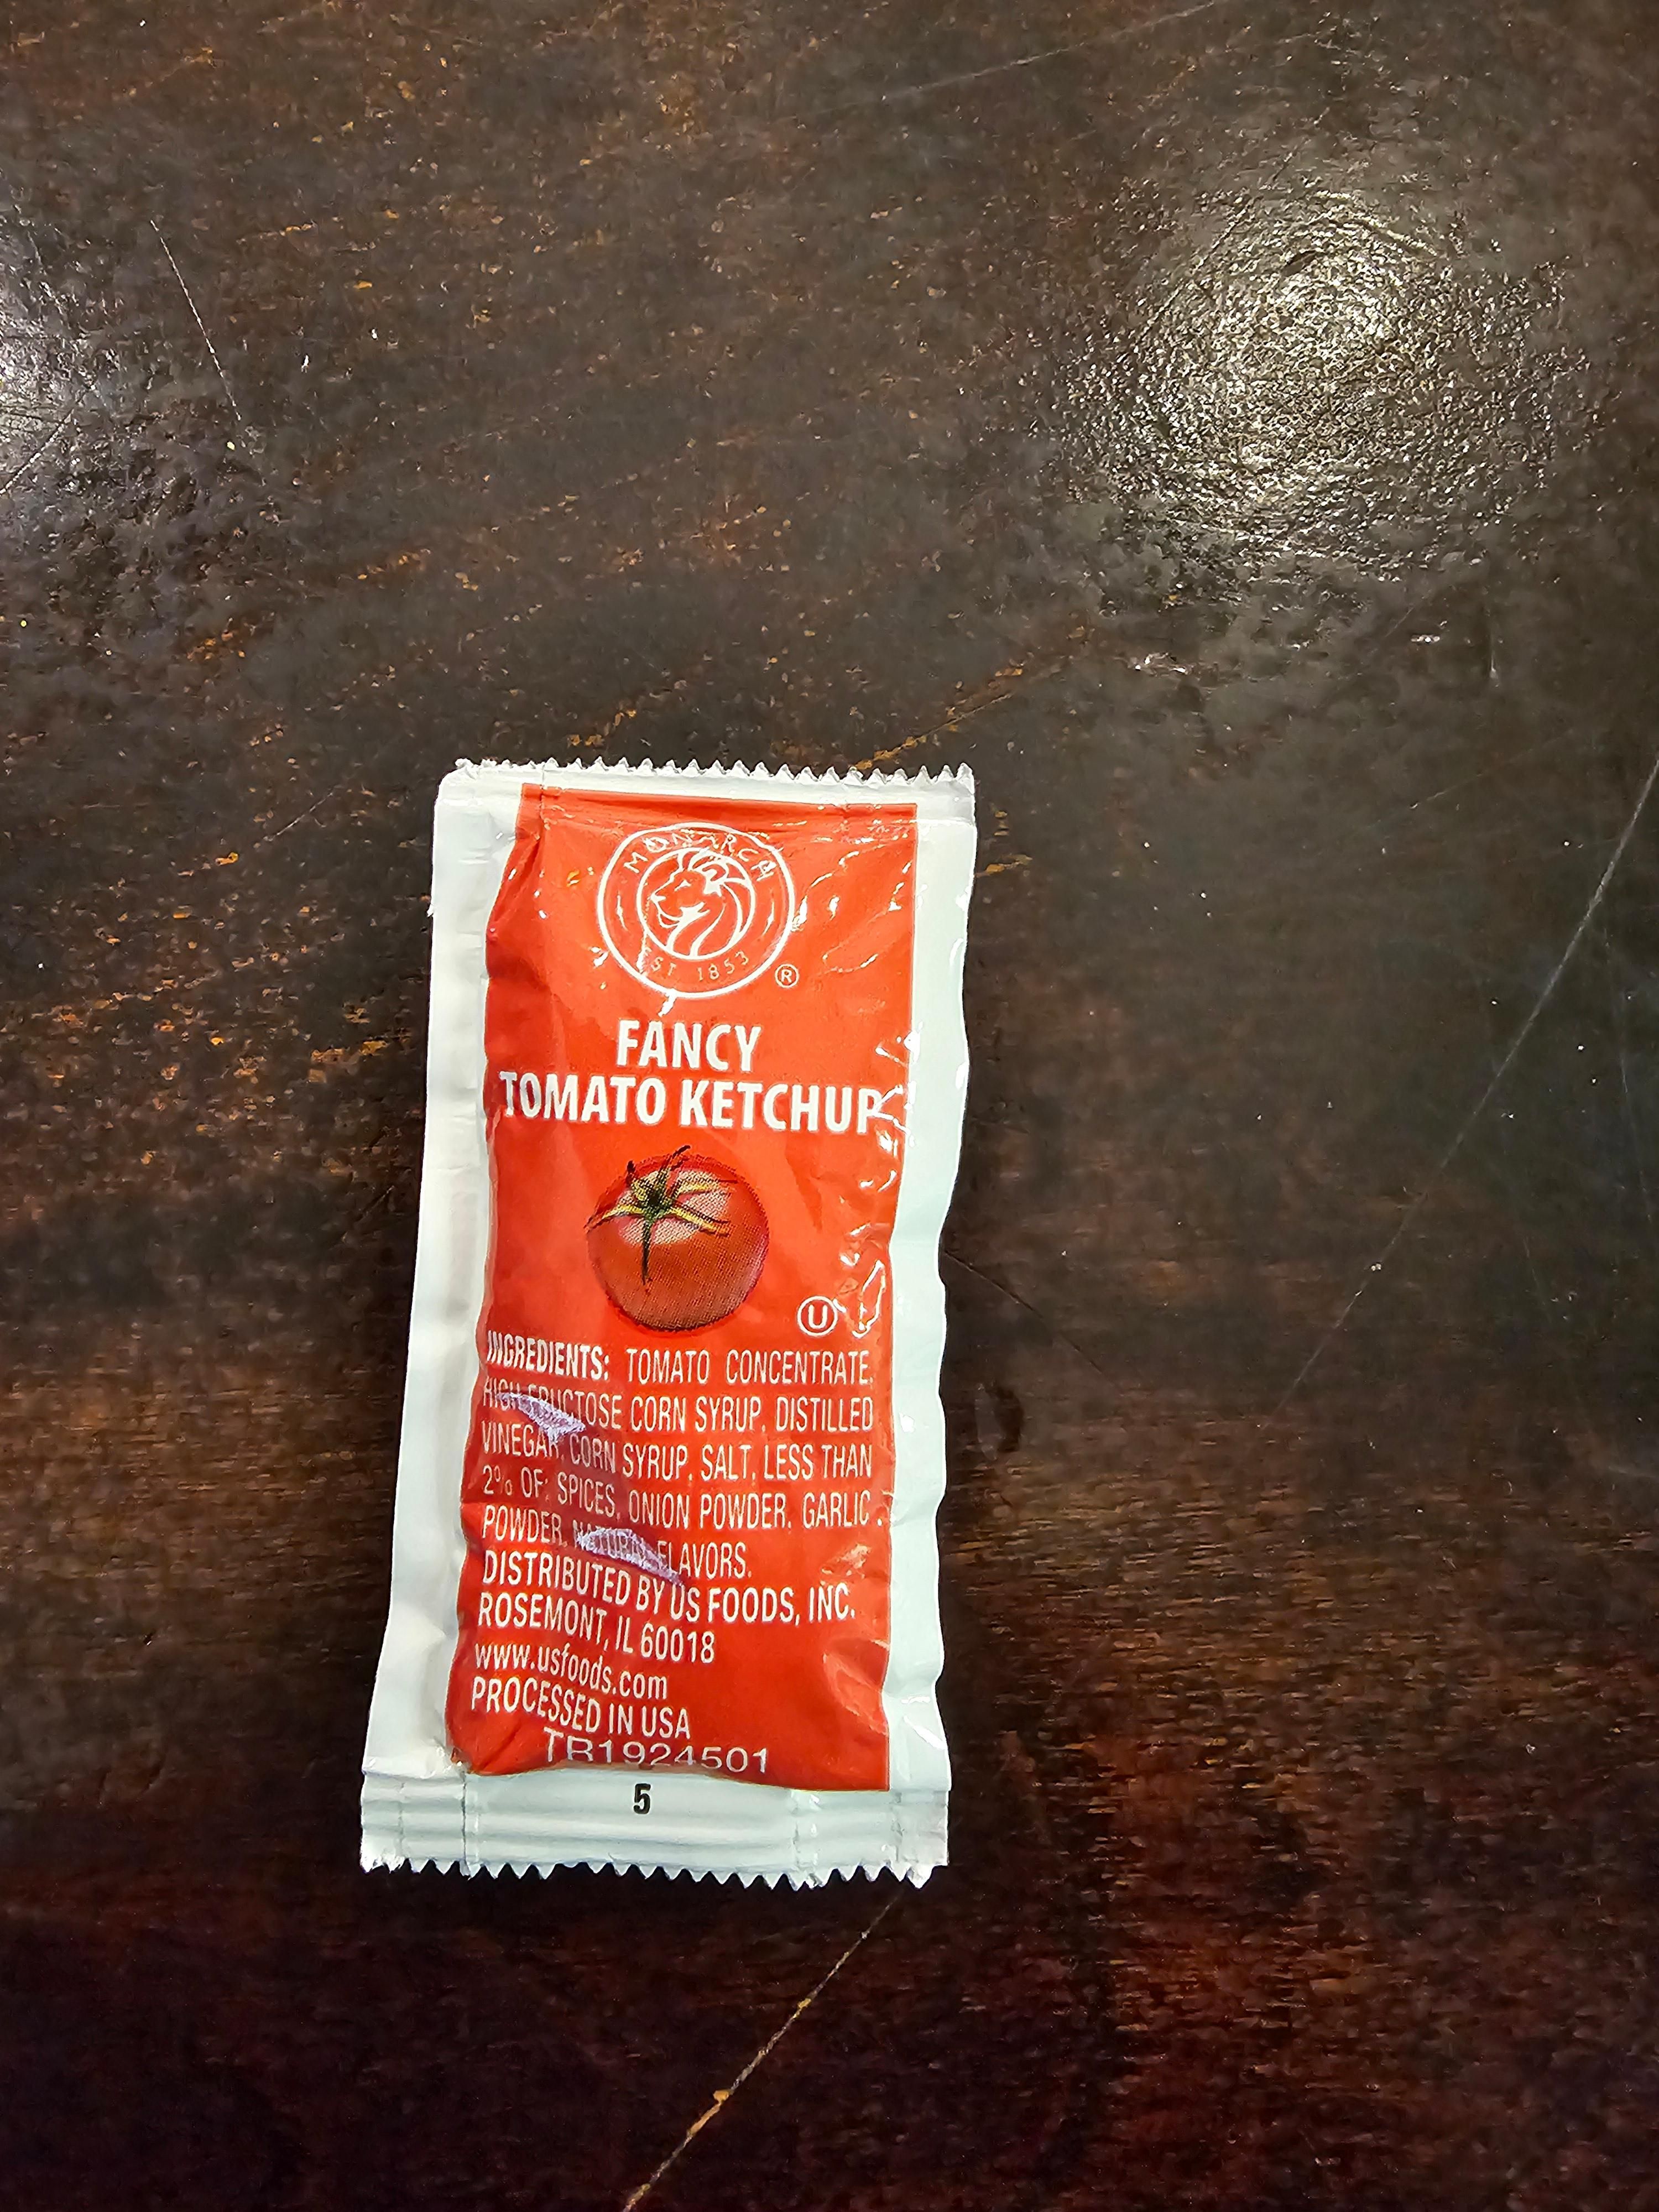 MONARCH
EST 1853
®
FANCY
TOMATO KETCHUP
U
INGREDIENTS: TOMATO CONCENTRATE,
HIGH FRUCTOSE CORN SYRUP, DISTILLED
VINEGAR, CORN SYRUP, SALT, LESS THAN
2% OF: SPICES, ONION POWDER, GARLIC
POWDER, NATURAL FLAVORS.
DISTRIBUTED BY US FOODS, INC.
ROSEMONT, IL 60018
www.usfoods.com
PROCESSED IN USA
TR1924501
5